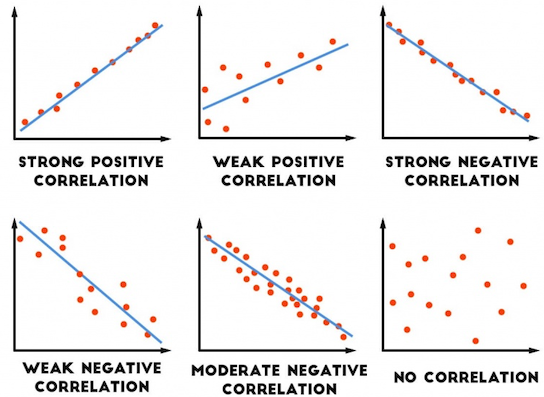 STRONG POSITIVE
CORRELATION
WEAK POSITIVE
CORRELATION
STRONG NEGATIVE
CORRELATION
WEAK NEGATIVE
CORRELATION
MODERATE NEGATIVE
CORRELATION
NO CORRELATION